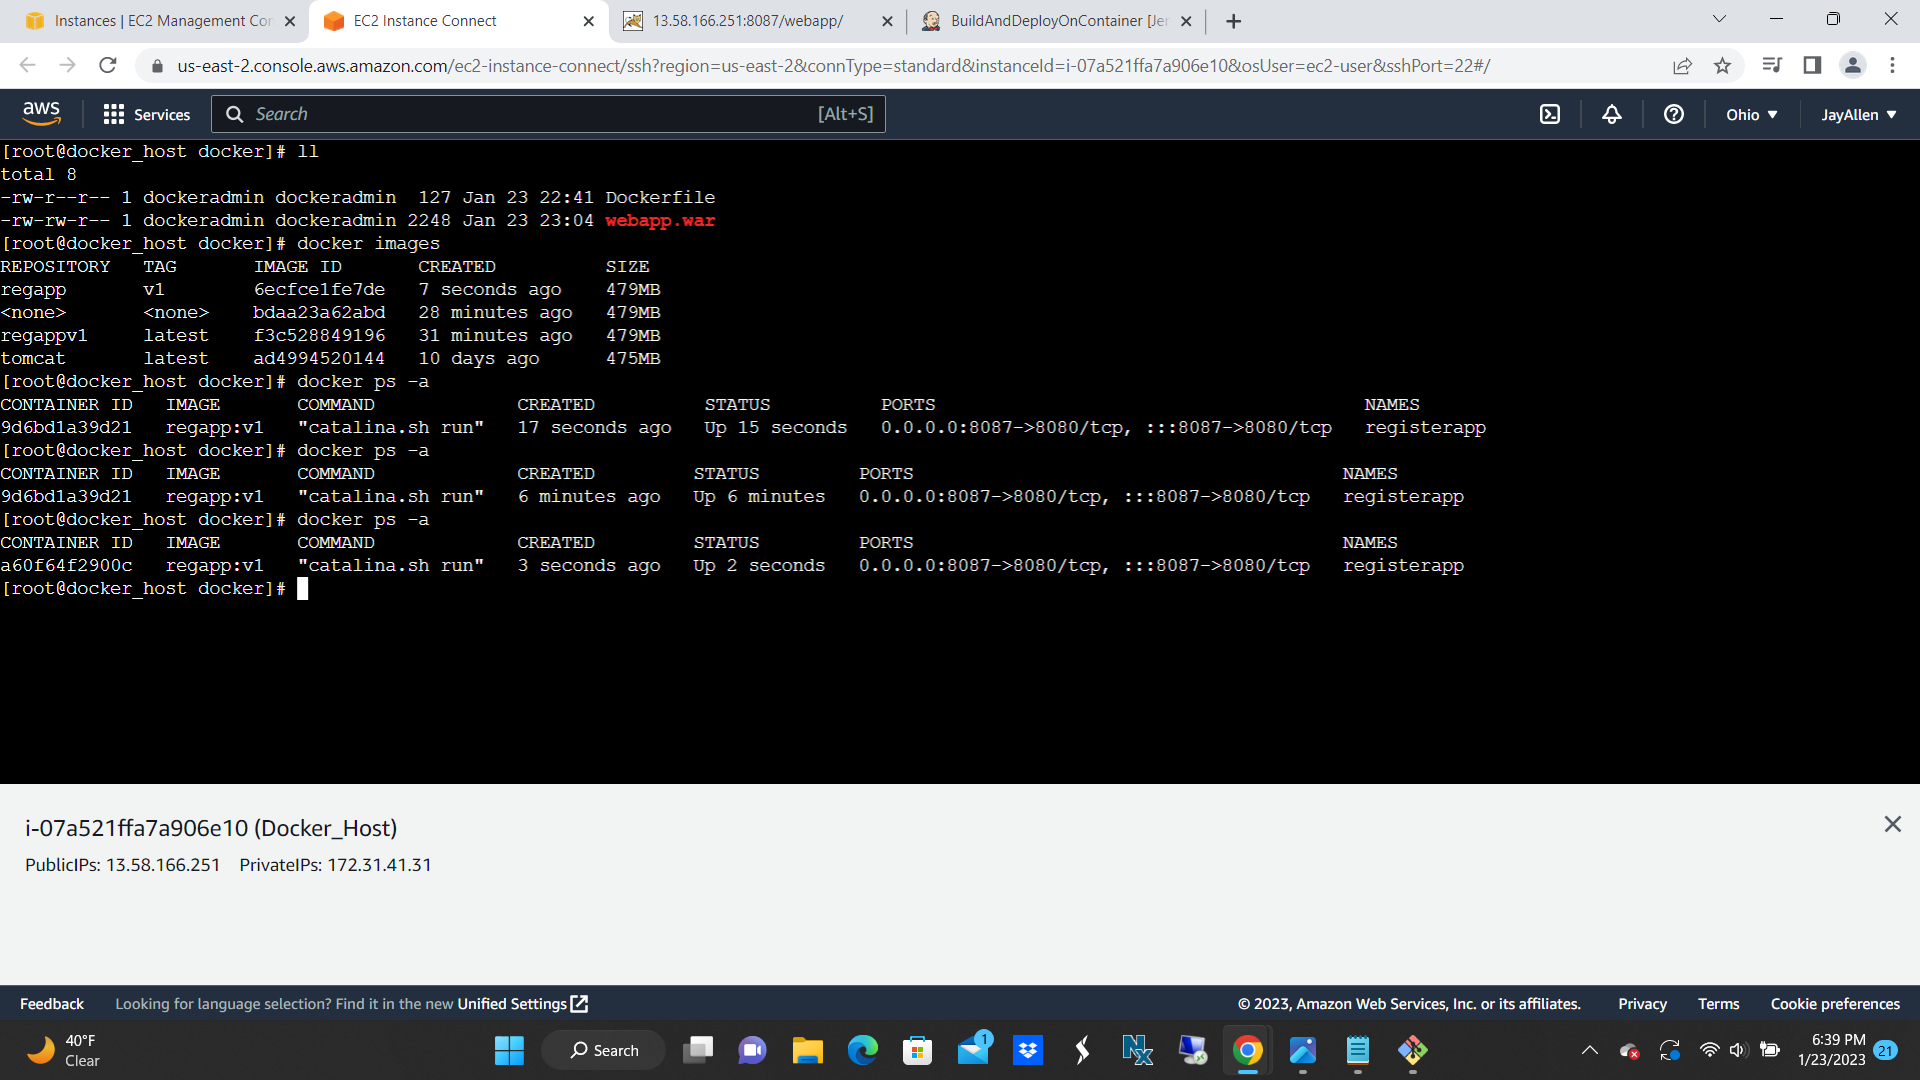 Instances | EC2 Management Con
EC2 Instance Connect
13.58.166.251:8087/webapp/
BuildAndDeployOnContainer [Jen
us-east-2.console.aws.amazon.com/ec2-instance-connect/ssh?region=us-east-2&connType=standard&instanceId=i-07a521ffa7a906e10&osUser=ec2-user&sshPort=22#/
aws Services Search [Alt+S] Ohio JayAllen
[root@docker_host docker]# ll
total 8
-rw-r--r-- 1 dockeradmin dockeradmin  127 Jan 23 22:41 Dockerfile
-rw-rw-r-- 1 dockeradmin dockeradmin 2248 Jan 23 23:04 webapp.war
[root@docker_host docker]# docker images
REPOSITORY   TAG       IMAGE ID       CREATED          SIZE
regapp       v1        6ecfce1fe7de   7 seconds ago    479MB
<none>       <none>    bdaa23a62abd   28 minutes ago   479MB
regappv1     latest    f3c528849196   31 minutes ago   479MB
tomcat       latest    ad4994520144   10 days ago      475MB
[root@docker_host docker]# docker ps -a
CONTAINER ID   IMAGE       COMMAND             CREATED          STATUS          PORTS                                       NAMES
9d6bd1a39d21   regapp:v1   "catalina.sh run"   17 seconds ago   Up 15 seconds   0.0.0.0:8087->8080/tcp, :::8087->8080/tcp   registerapp
[root@docker_host docker]# docker ps -a
CONTAINER ID   IMAGE       COMMAND             CREATED         STATUS         PORTS                                       NAMES
9d6bd1a39d21   regapp:v1   "catalina.sh run"   6 minutes ago   Up 6 minutes   0.0.0.0:8087->8080/tcp, :::8087->8080/tcp   registerapp
[root@docker_host docker]# docker ps -a
CONTAINER ID   IMAGE       COMMAND             CREATED         STATUS         PORTS                                       NAMES
a60f64f2900c   regapp:v1   "catalina.sh run"   3 seconds ago   Up 2 seconds   0.0.0.0:8087->8080/tcp, :::8087->8080/tcp   registerapp
[root@docker_host docker]#
i-07a521ffa7a906e10 (Docker_Host)
PublicIPs: 13.58.166.251 PrivateIPs: 172.31.41.31
Feedback Looking for language selection? Find it in the new Unified Settings © 2023, Amazon Web Services, Inc. or its affiliates. Privacy Terms Cookie preferences
40°F
Clear
Search
1
6:39 PM
1/23/2023
21